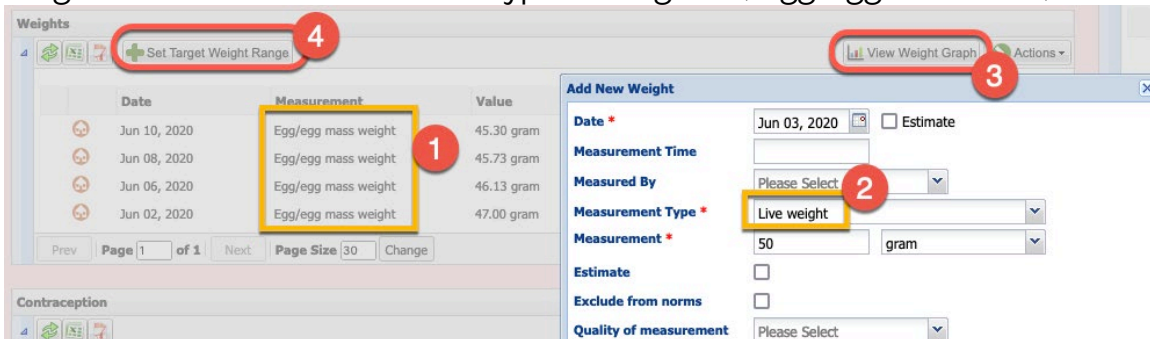 Weights
Set Target Weight Range
4
View Weight Graph
Actions
3
Date Measurement Value
Jun 10, 2020 Egg/egg mass weight 45.30 gram
1
Jun 08, 2020 Egg/egg mass weight 45.73 gram
Jun 06, 2020 Egg/egg mass weight 46.13 gram
Jun 02, 2020 Egg/egg mass weight 47.00 gram
Prev Page 1 of 1 Next Page Size 30 Change
Contraception
Add New Weight
Date * Jun 03, 2020 Estimate
Measurement Time
Measured By Please Select
2
Measurement Type * Live weight
Measurement * 50 gram
Estimate
Exclude from norms
Quality of measurement Please Select